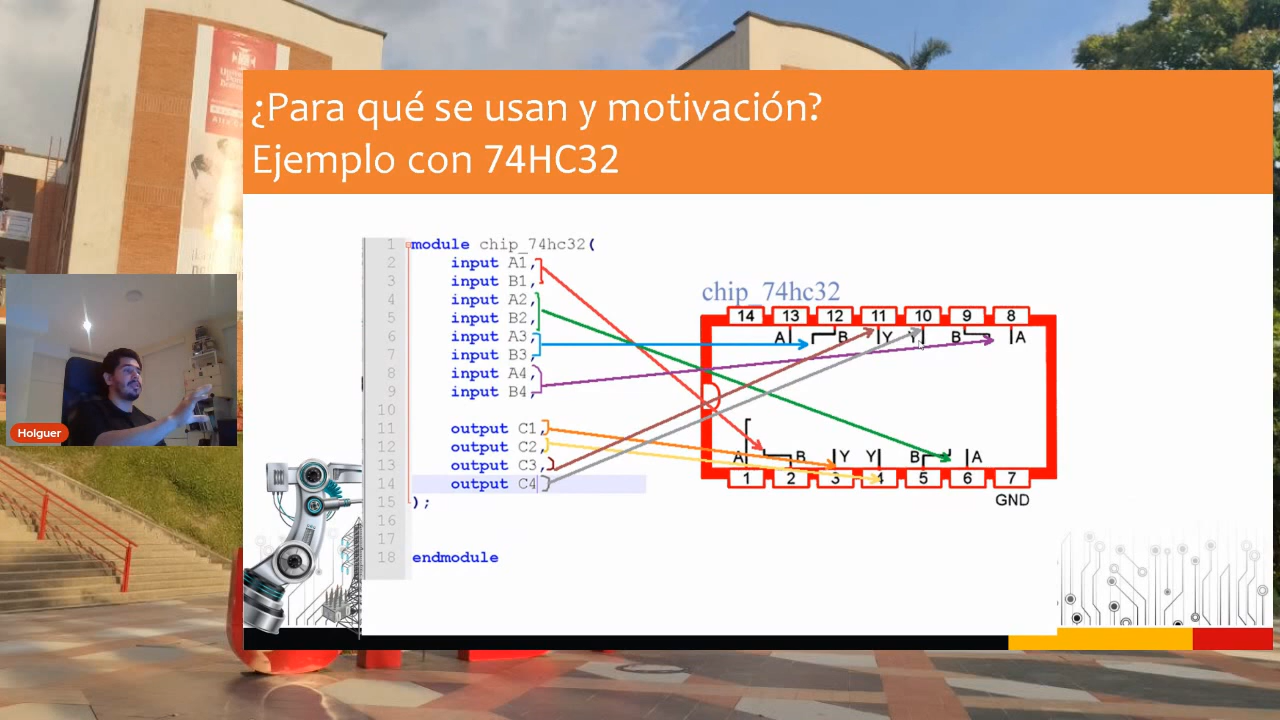 ¿Para qué se usan y motivación?
Ejemplo con 74HC32
1 module chip_74hc32(
2 input A1,
3 input B1,
4 input A2,
5 input B2,
6 input A3,
7 input B3,
8 input A4,
9 input B4,
10
11 output C1,
12 output C2,
13 output C3,
14 output C4
15 );
16
17
18 endmodule
chip_74hc32
14 13 12 11 10 9 8
A B Y Y B A
A B Y Y B A
1 2 3 4 5 6 7
GND
Holguer